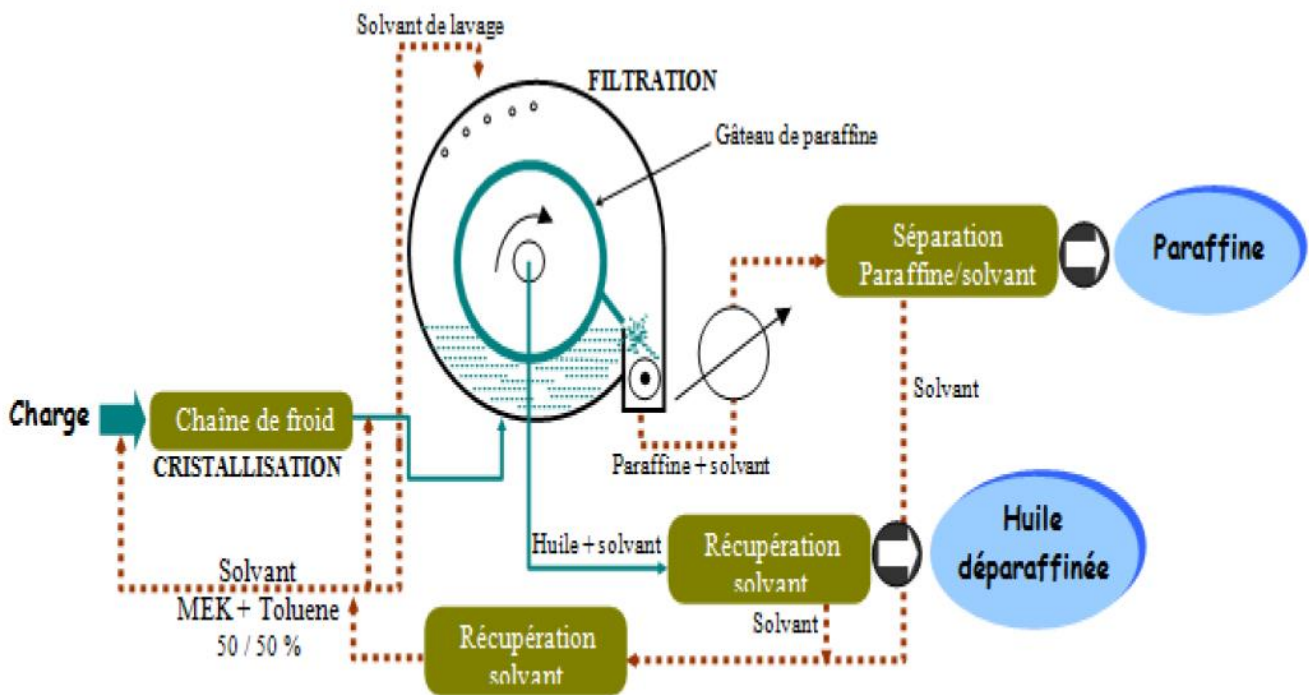 Solvant de lavage
FILTRATION
Gâteau de paraffine
Séparation
Paraffine/solvant
Paraffine
Charge
Chaîne de froid
CRISTALLISATION
Solvant
Paraffine + solvant
Huile + solvant
Récupération
solvant
Huile
déparaffinée
Solvant
MEK + Toluene
50 / 50 %
Solvant
Récupération
solvant